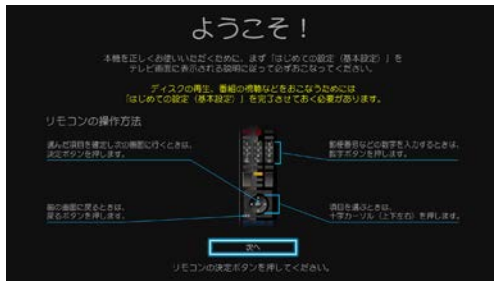 ようこそ！
本機を正しくお使いいただくために、まず「はじめての設定（基本設定）」を
テレビ画面に表示される説明に従って必ずおこなってください。
ディスクの再生、番組の視聴などをおこなうためには
「はじめての設定（基本設定）」を完了させておく必要があります。
リモコンの操作方法
選んだ項目を確定し次の画面に行くときは、
決定ボタンを押します。
郵便番号などの数字を入力するときは、
数字ボタンを押します。
前の画面に戻るときは、
戻るボタンを押します。
項目を選ぶときは、
十字カーソル（上下左右）を押します。
次へ
リモコンの決定ボタンを押してください。